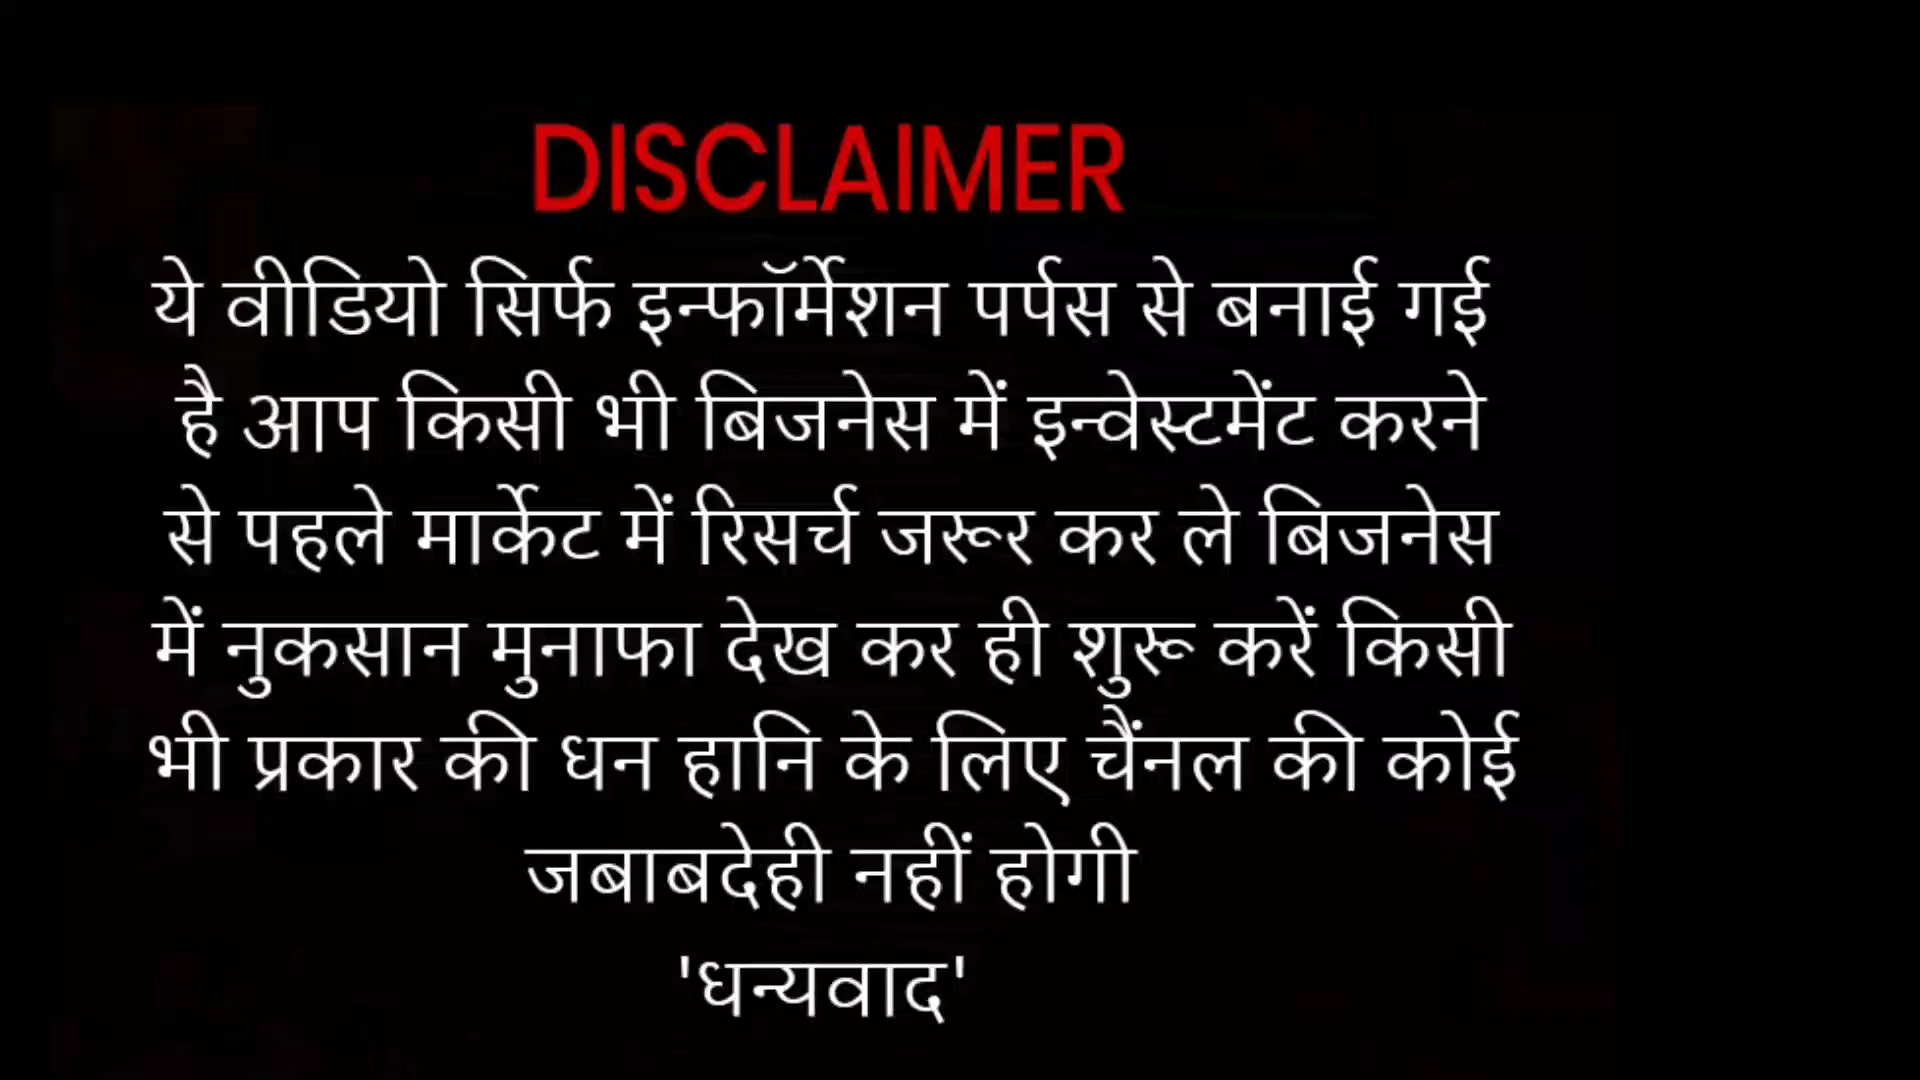 DISCLAIMER
ये वीडियो सिर्फ इन्फॉर्मेशन पर्पस से बनाई गई
है आप किसी भी बिजनेस में इन्वेस्टमेंट करने
से पहले मार्केट में रिसर्च जरूर कर ले बिजनेस
में नुकसान मुनाफा देख कर ही शुरू करें किसी
भी प्रकार की धन हानि के लिए चैंनल की कोई
जबाबदेही नहीं होगी
'धन्यवाद'